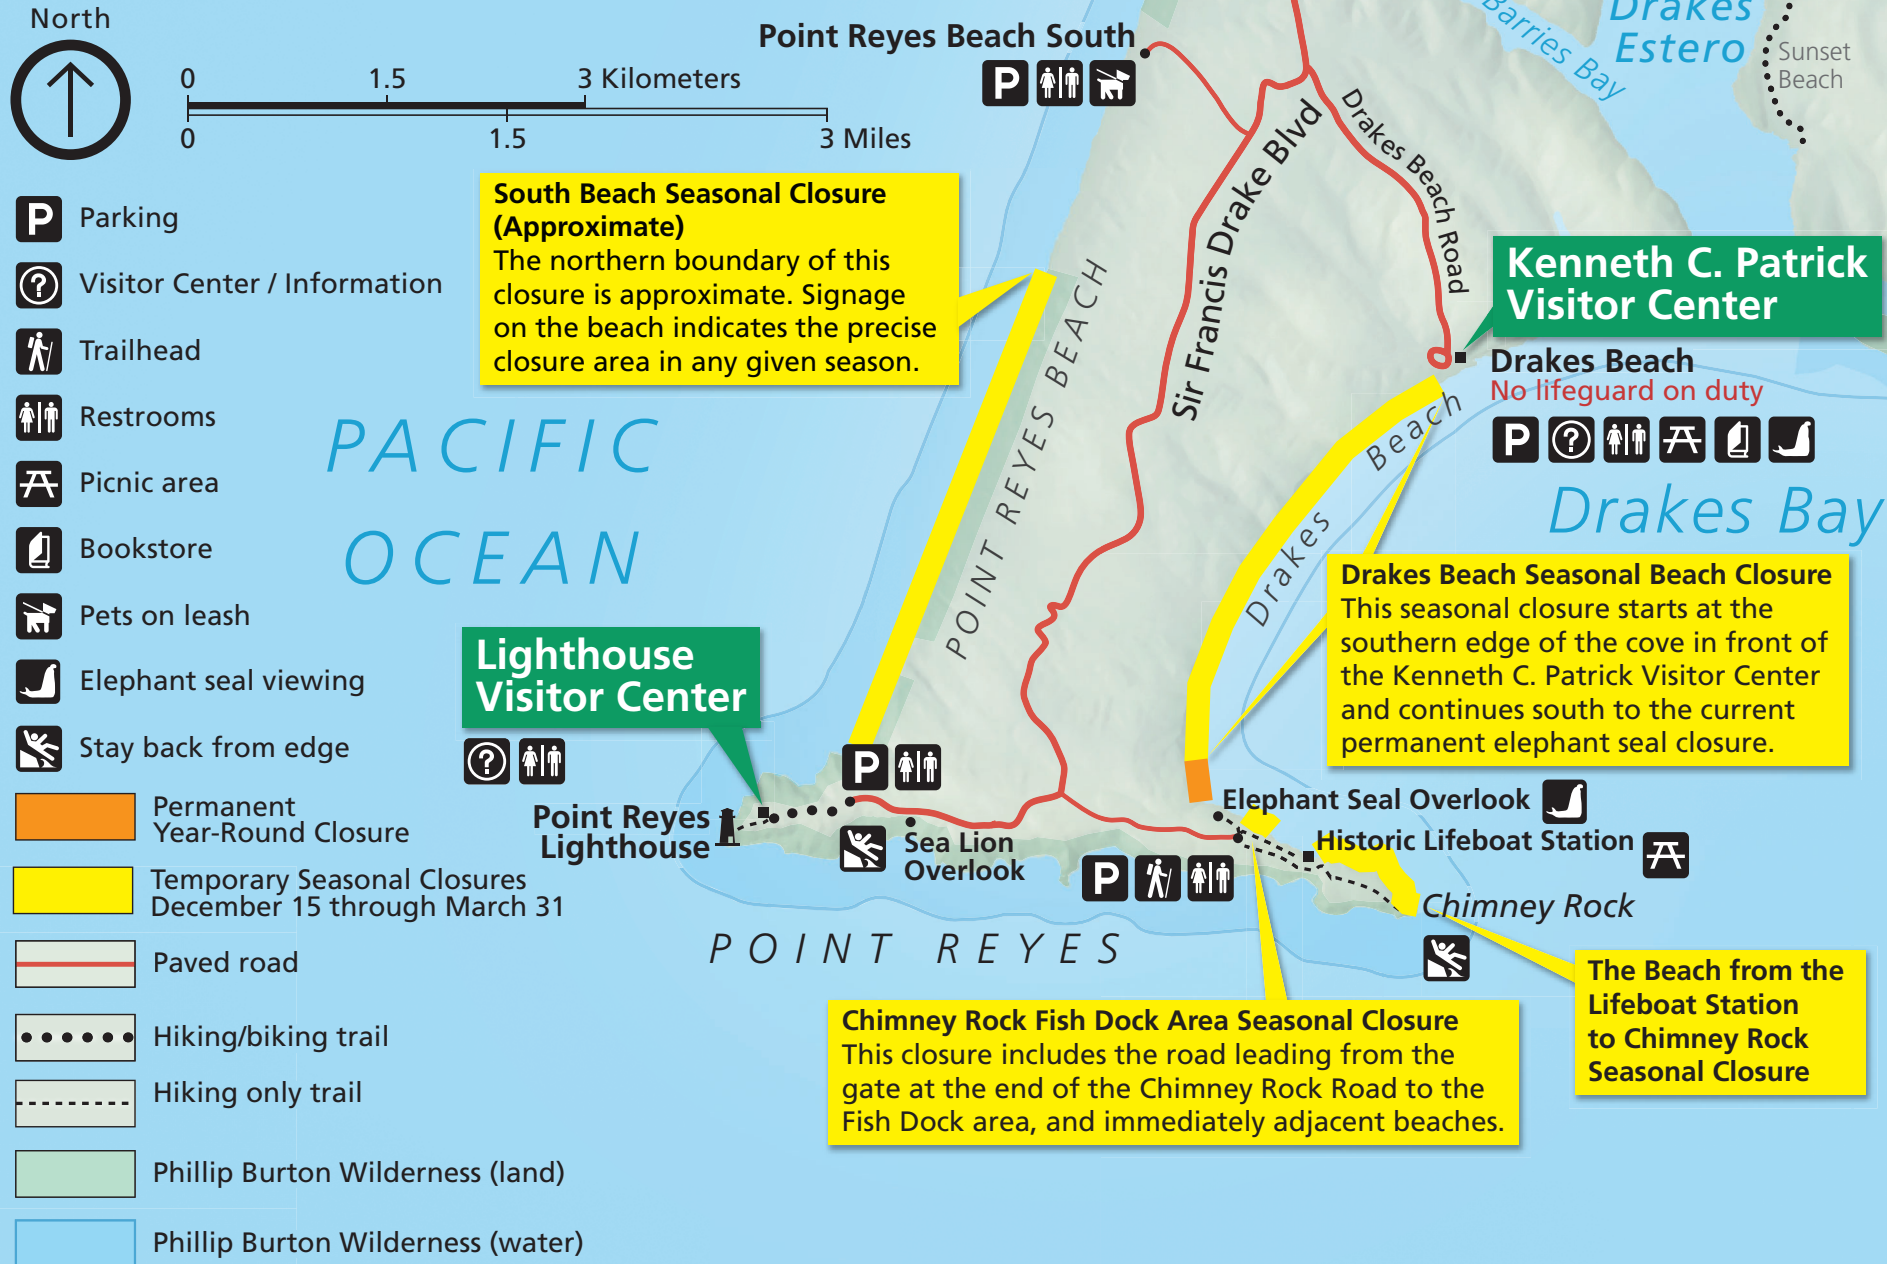 North
0 1.5 3 Kilometers
0 1.5 3 Miles
P Parking
? Visitor Center / Information
Trailhead
Restrooms
Picnic area
Bookstore
Pets on leash
Elephant seal viewing
Stay back from edge
Permanent
Year-Round Closure
Temporary Seasonal Closures
December 15 through March 31
Paved road
Hiking/biking trail
Hiking only trail
Phillip Burton Wilderness (land)
Phillip Burton Wilderness (water)
Point Reyes Beach South
P
Barries Bay
Drakes
Estero
Sunset
Beach
Drakes Beach Road
Sir Francis Drake Blvd
South Beach Seasonal Closure
(Approximate)
The northern boundary of this
closure is approximate. Signage
on the beach indicates the precise
closure area in any given season.
POINT REYES BEACH
Kenneth C. Patrick
Visitor Center
Drakes Beach
No lifeguard on duty
P ?
PACIFIC
OCEAN
Drakes Beach
Drakes Bay
Drakes Beach Seasonal Beach Closure
This seasonal closure starts at the
southern edge of the cove in front of
the Kenneth C. Patrick Visitor Center
and continues south to the current
permanent elephant seal closure.
Lighthouse
Visitor Center
?
P
Point Reyes
Lighthouse
Sea Lion
Overlook
P
Elephant Seal Overlook
Historic Lifeboat Station
Chimney Rock
POINT REYES
Chimney Rock Fish Dock Area Seasonal Closure
This closure includes the road leading from the
gate at the end of the Chimney Rock Road to the
Fish Dock area, and immediately adjacent beaches.
The Beach from the
Lifeboat Station
to Chimney Rock
Seasonal Closure